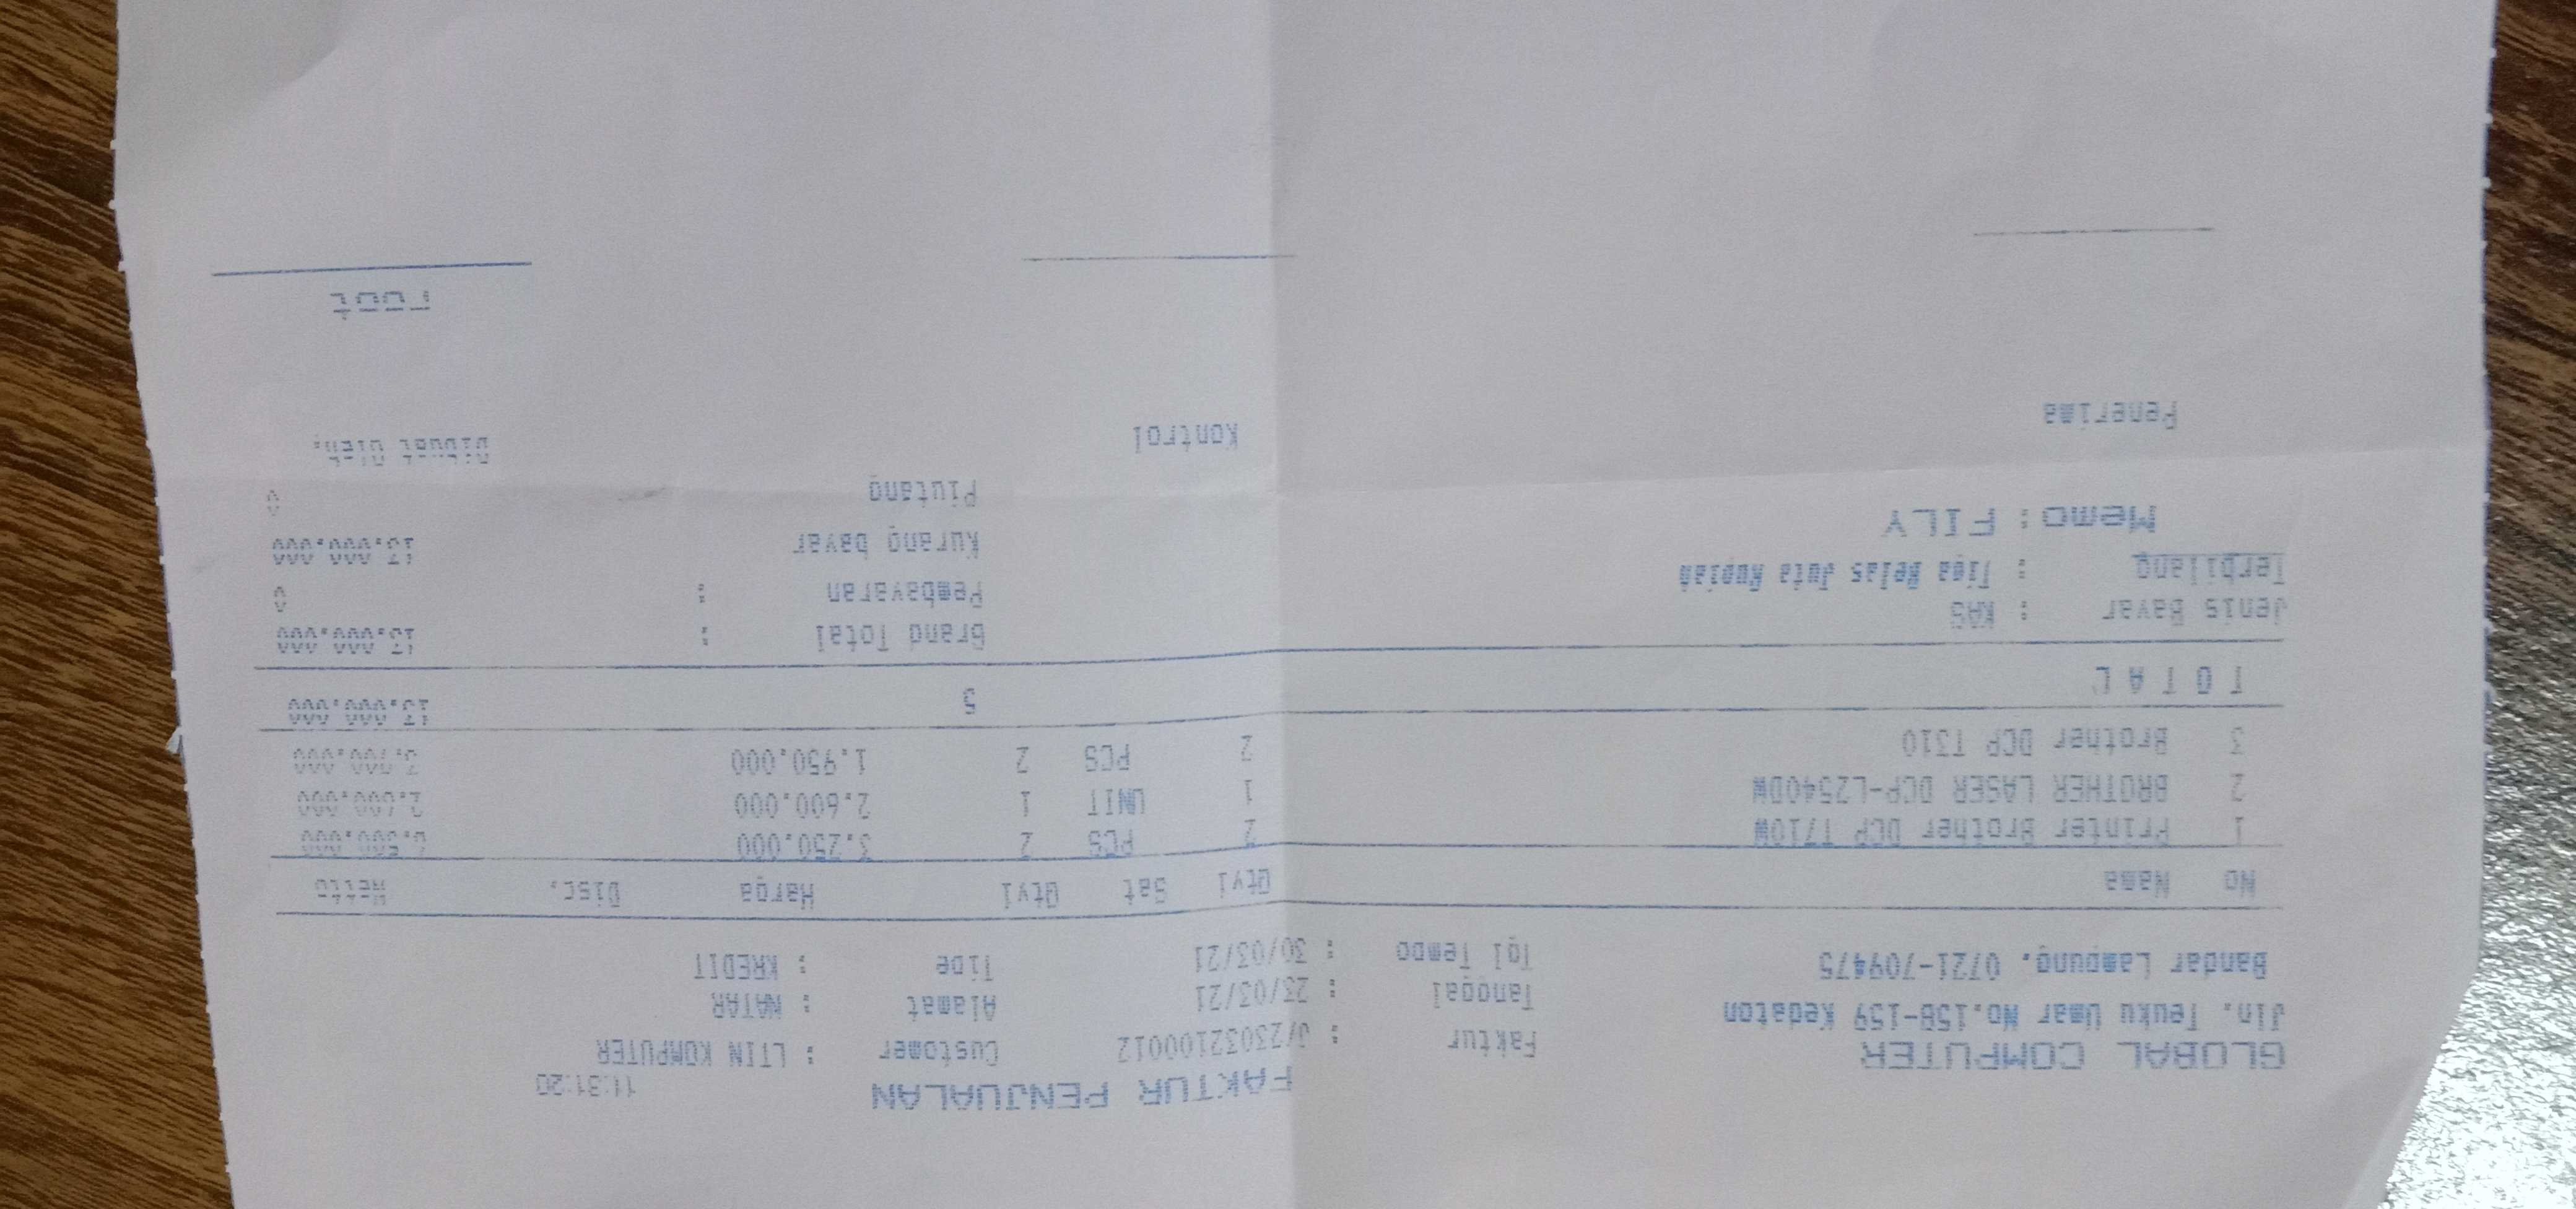 FAKTUR PENJUALAN 11:31:20
GLOBAL COMPUTER Faktur : J/23032100012 Customer : LTIN KOMPUTER
Jln. Teuku Umar No.158-159 Kedaton Tanggal : 23/03/21 Alamat : NATAR
Bandar Lampung. 0721-709475 Tgl Tempo : 30/03/21 Tipe : KREDIT
No Nama Qty1 Sat Qty1 Harga Disc. Netto
1 Printer Brother DCP T710W 2 PCS 2 3.250.000 6.500.000
2 BROTHER LASER DCP-L2540DW 1 UNIT 1 2.600.000 2.600.000
3 Brother DCP T310 2 PCS 2 1.950.000 3.900.000
T O T A L 5 13.000.000
Jenis Bayar : KAS Grand Total : 13.000.000
Terbilang : Tiga Belas Juta Rupiah Pembayaran : 0
Memo: FILY Kurang bayar 13.000.000
Piutang 0
Penerima Kontrol Dibuat Oleh,